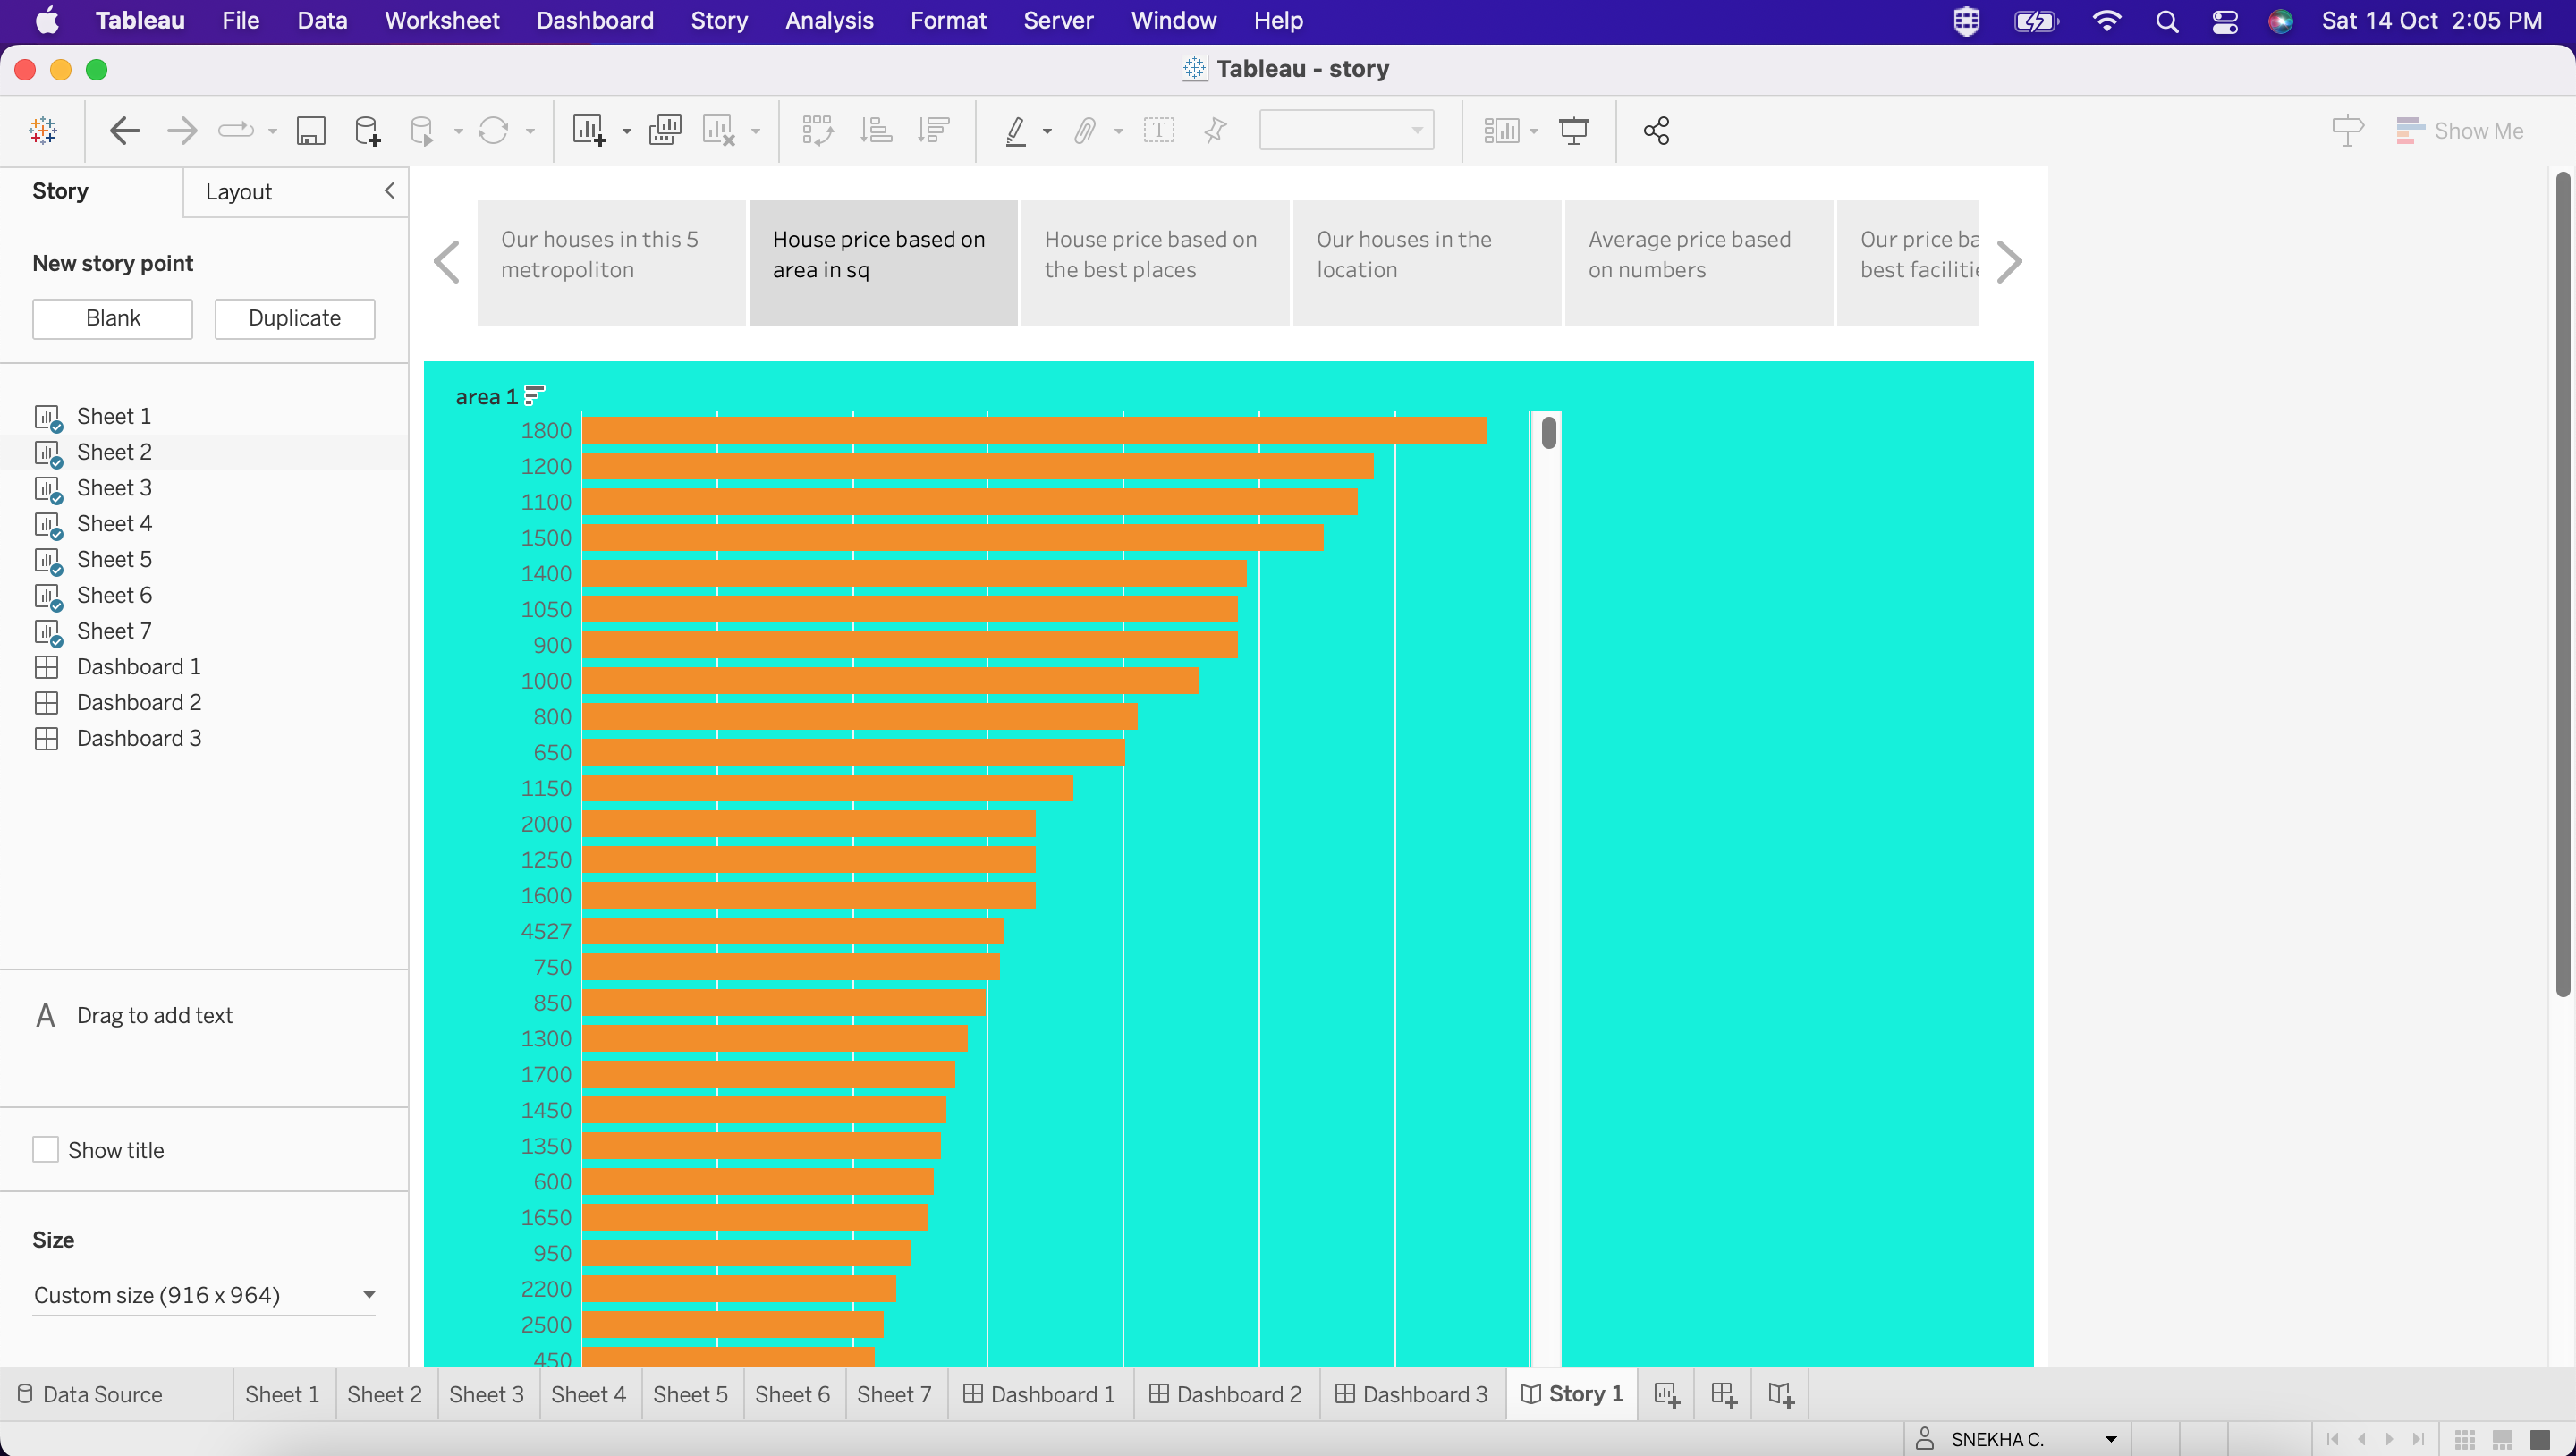 Tableau File Data Worksheet Dashboard Story Analysis Format Server Window Help Sat 14 Oct 2:05 PM
Tableau - story
Show Me
Story Layout
New story point
Blank Duplicate
Sheet 1
Sheet 2
Sheet 3
Sheet 4
Sheet 5
Sheet 6
Sheet 7
Dashboard 1
Dashboard 2
Dashboard 3
A Drag to add text
Show title
Size
Custom size (916 x 964)
Our houses in this 5
metropoliton
House price based on
area in sq
House price based on
the best places
Our houses in the
location
Average price based
on numbers
Our price ba
best faciliti
area 1
1800
1200
1100
1500
1400
1050
900
1000
800
650
1150
2000
1250
1600
4527
750
850
1300
1700
1450
1350
600
1650
950
2200
2500
450
Data Source Sheet 1 Sheet 2 Sheet 3 Sheet 4 Sheet 5 Sheet 6 Sheet 7 Dashboard 1 Dashboard 2 Dashboard 3 Story 1
SNEKHA C.